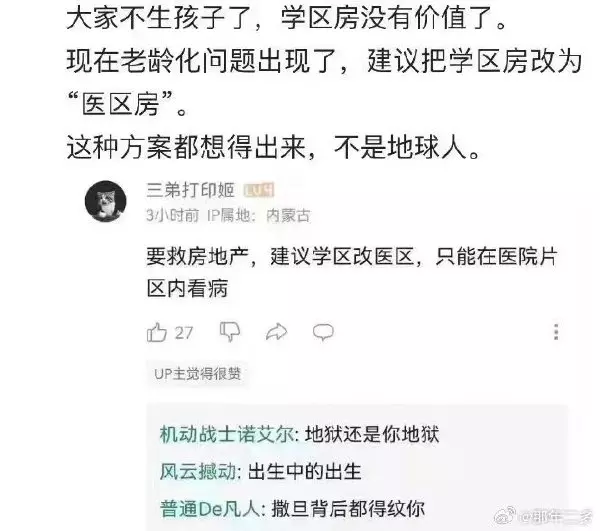 大家不生孩子了，学区房没有价值了。
现在老龄化问题出现了，建议把学区房改为
“医区房”。
这种方案都想得出来，不是地球人。
三弟打印姬 LV4
3小时前 IP属地：内蒙古
要救房地产，建议学区改医区，只能在医院片
区内看病
27
UP主觉得很赞
机动战士诺艾尔: 地狱还是你地狱
风云撼动: 出生中的出生
普通De凡人: 撒旦背后都得纹你